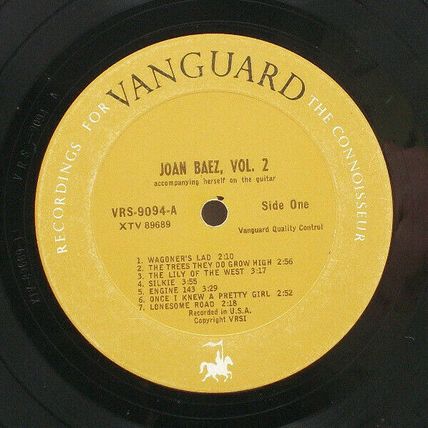 RECORDINGS FOR VANGUARD THE CONNOISSEUR
JOAN BAEZ, VOL. 2
accompanying herself on the guitar
VRS-9094-A Side One
XTV 89689 Vanguard Quality Control
1. WAGONER'S LAD 2:10
2. THE TREES THEY DO GROW HIGH 2:56
3. THE LILY OF THE WEST 3:17
4. SILKIE 3:55
5. ENGINE 143 3:29
6. ONCE I KNEW A PRETTY GIRL 2:52
7. LONESOME ROAD 2:18
Recorded in U.S.A.
Copyright VRSI